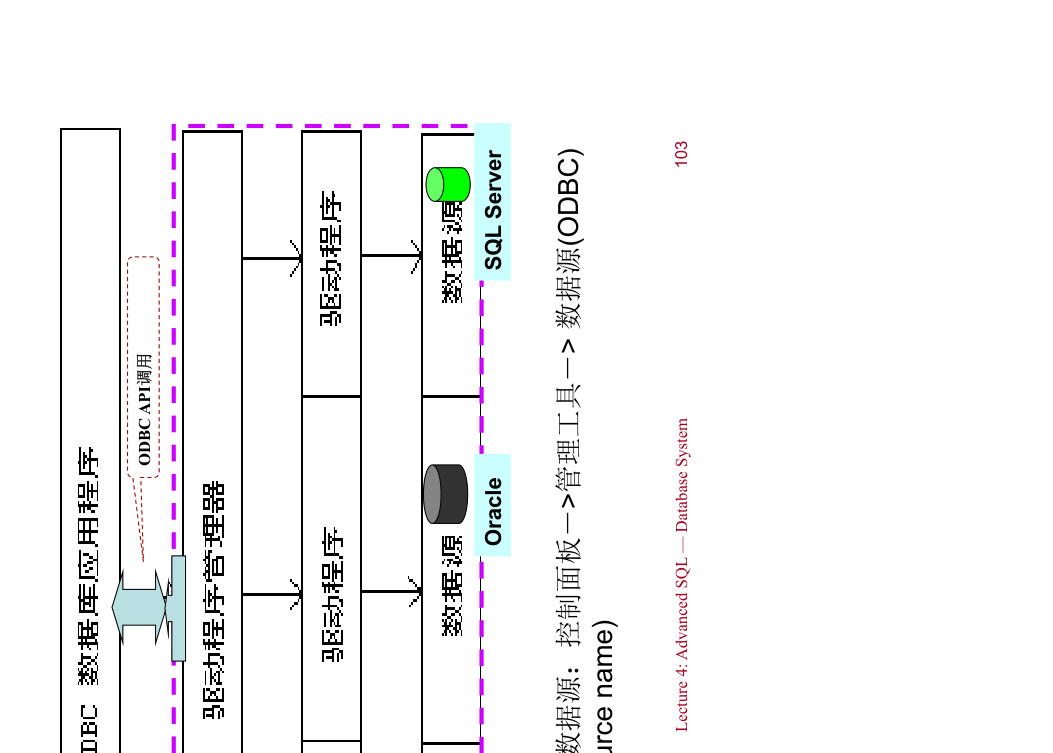 DBC 数据库应用程序
ODBC API调用
驱动程序管理器
驱动程序 驱动程序
数据源 数据源
Oracle SQL Server
数据源：控制面板—>管理工具—> 数据源(ODBC)
urce name)
Lecture 4: Advanced SQL — Database System 103